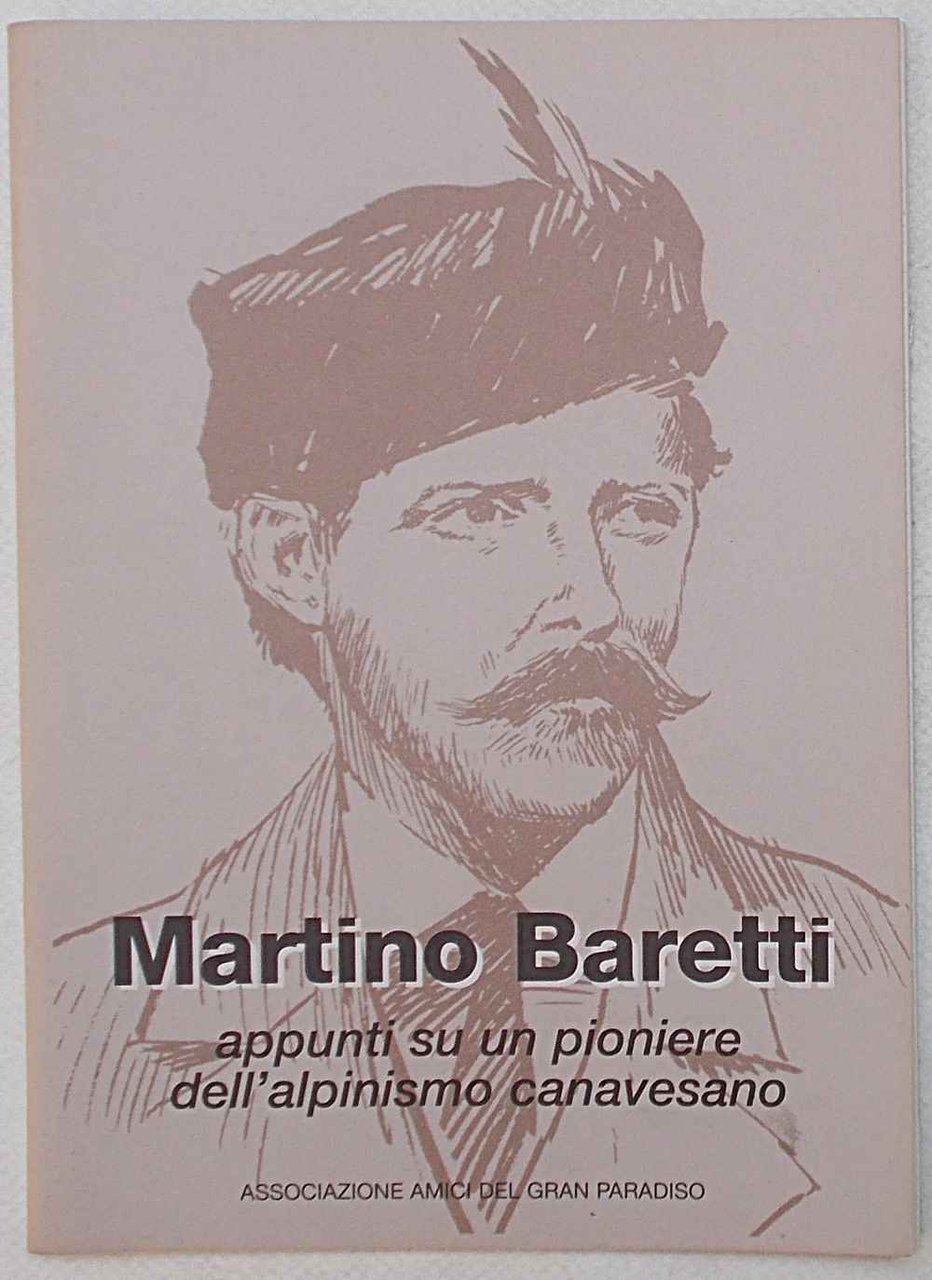 Martino Baretti
appunti su un pioniere
dell'alpinismo canavesano
ASSOCIAZIONE AMICI DEL GRAN PARADISO